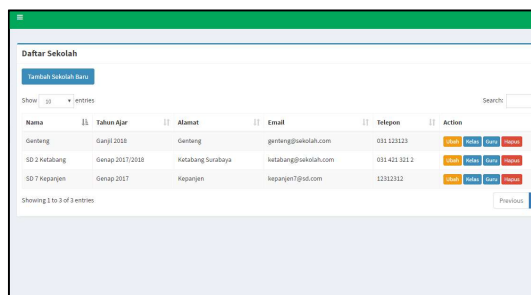 Daftar Sekolah
Tambah Sekolah Baru
Show 10 entries Search:
Nama Tahun Ajar Alamat Email Telepon Action
Genteng Ganjil 2018 Genteng genteng@sekolah.com 031 123123 Ubah Kelas Guru Hapus
SD 2 Ketabang Genap 2017/2018 Ketabang Surabaya ketabang@sekolah.com 031 421 321 2 Ubah Kelas Guru Hapus
SD 7 Kepanjen Genap 2017 Kepanjen kepanjen7@sd.com 12312312 Ubah Kelas Guru Hapus
Showing 1 to 3 of 3 entries Previous